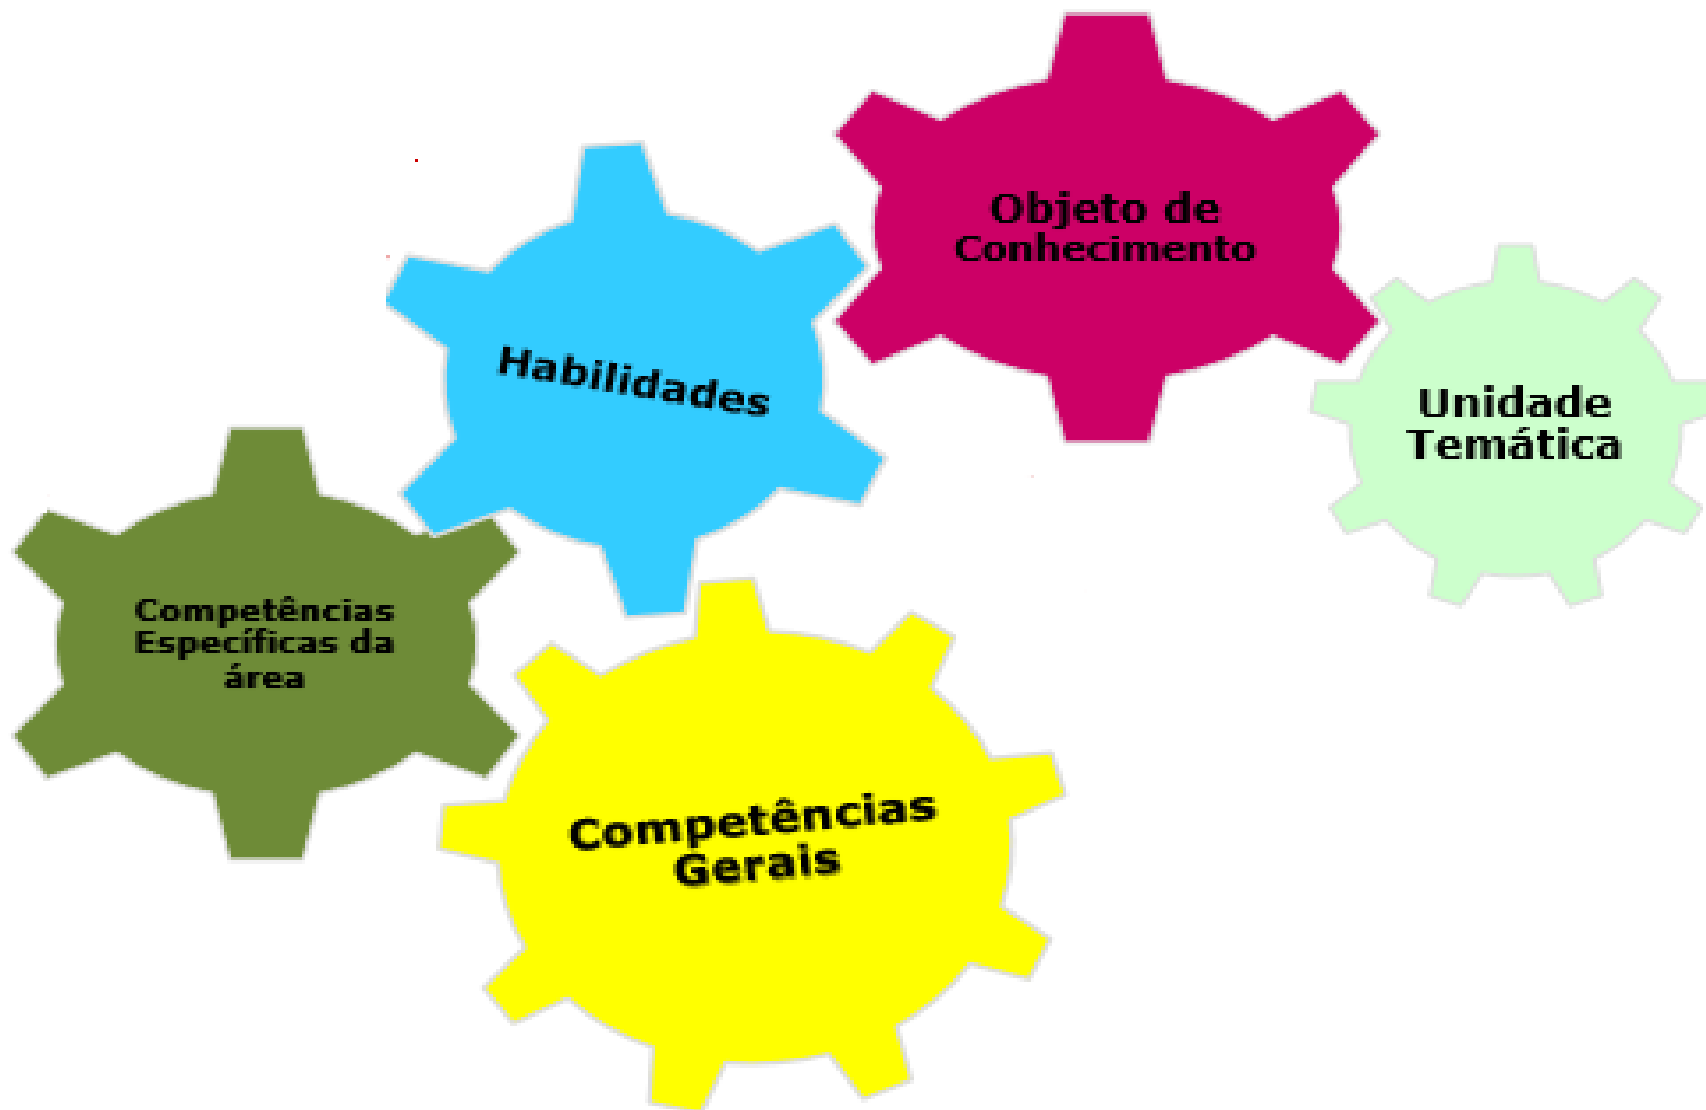 Objeto de
Conhecimento
Habilidades
Unidade
Temática
Competências
Específicas da
área
Competências
Gerais